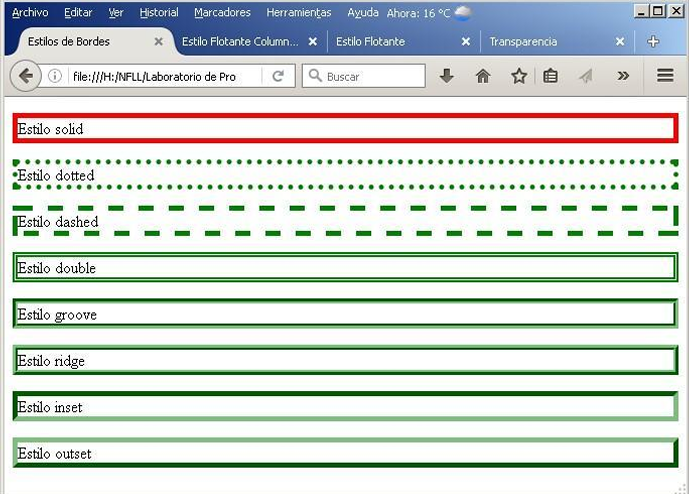 Archivo Editar Ver Historial Marcadores Herramientas Ayuda Ahora: 16 °C
Estilos de Bordes Estilo Flotante Column... Estilo Flotante Transparencia
file:///H:/NFLL/Laboratorio de Pro Buscar
Estilo solid
Estilo dotted
Estilo dashed
Estilo double
Estilo groove
Estilo ridge
Estilo inset
Estilo outset